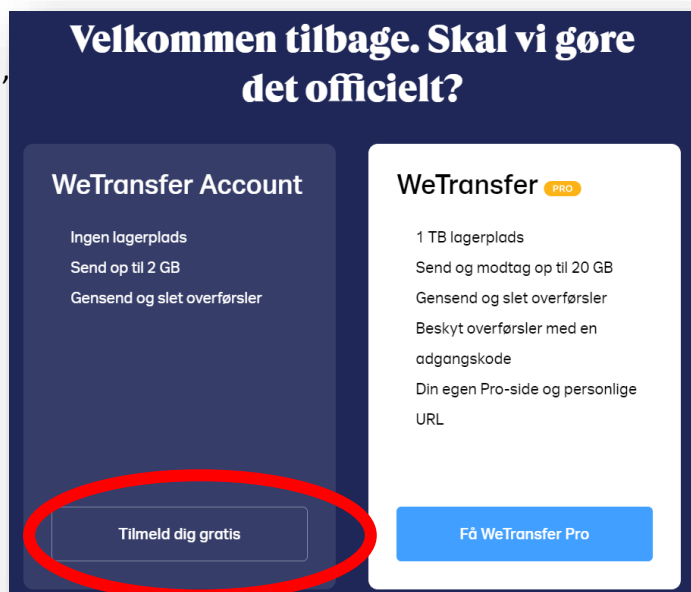 Velkommen tilbage. Skal vi gøre
det officielt?
,
WeTransfer Account
Ingen lagerplads
Send op til 2 GB
Gensend og slet overførsler
Tilmeld dig gratis
WeTransfer PRO
1 TB lagerplads
Send og modtag op til 20 GB
Gensend og slet overførsler
Beskyt overførsler med en
adgangskode
Din egen Pro-side og personlige
URL
Få WeTransfer Pro